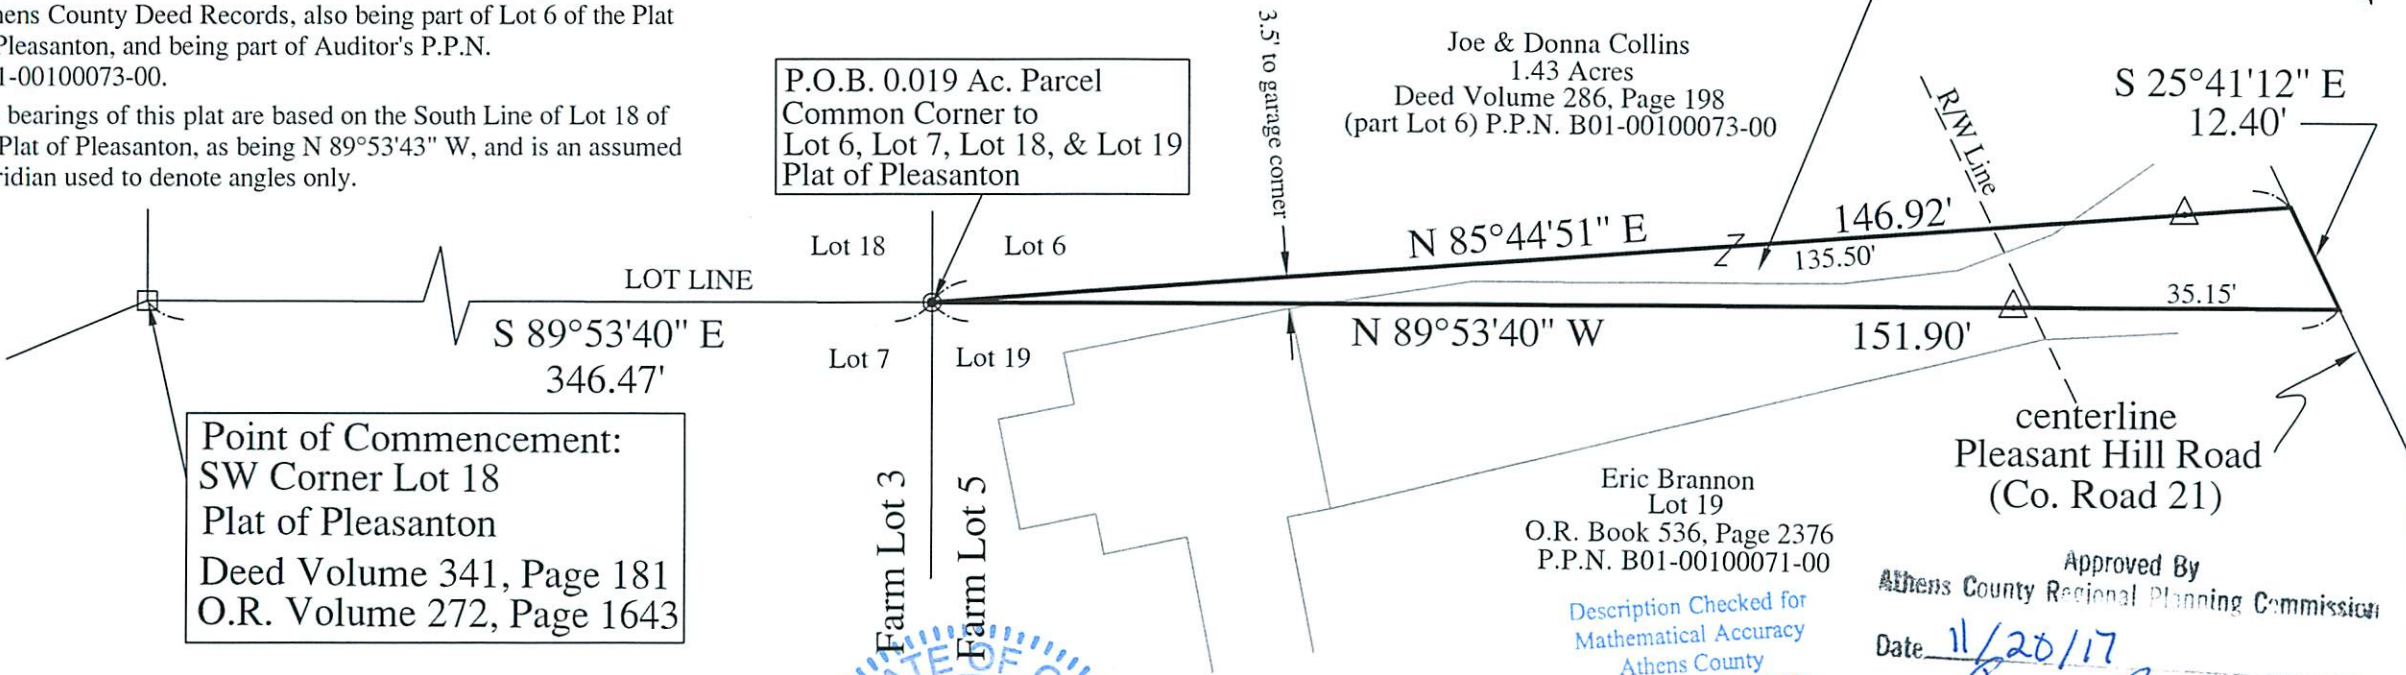 ens County Deed Records, also being part of Lot 6 of the Plat
Pleasanton, and being part of Auditor's P.P.N.
1-00100073-00.
bearings of this plat are based on the South Line of Lot 18 of
Plat of Pleasanton, as being N 89°53'43" W, and is an assumed
idian used to denote angles only.
P.O.B. 0.019 Ac. Parcel
Common Corner to
Lot 6, Lot 7, Lot 18, & Lot 19
Plat of Pleasanton
3.5' to garage corner
Joe & Donna Collins
1.43 Acres
Deed Volume 286, Page 198
(part Lot 6) P.P.N. B01-00100073-00
R/W Line
S 25°41'12" E
12.40'
Lot 18
Lot 6
LOT LINE
N 85°44'51" E
146.92'
135.50'
35.15'
S 89°53'40" E
346.47'
Lot 7
Lot 19
N 89°53'40" W
151.90'
Point of Commencement:
SW Corner Lot 18
Plat of Pleasanton
Deed Volume 341, Page 181
O.R. Volume 272, Page 1643
Farm Lot 3
Farm Lot 5
centerline
Pleasant Hill Road
(Co. Road 21)
Eric Brannon
Lot 19
O.R. Book 536, Page 2376
P.P.N. B01-00100071-00
Description Checked for
Mathematical Accuracy
Athens County
Approved By
Athens County Regional Planning Commission
Date 11/20/17
TE OF O